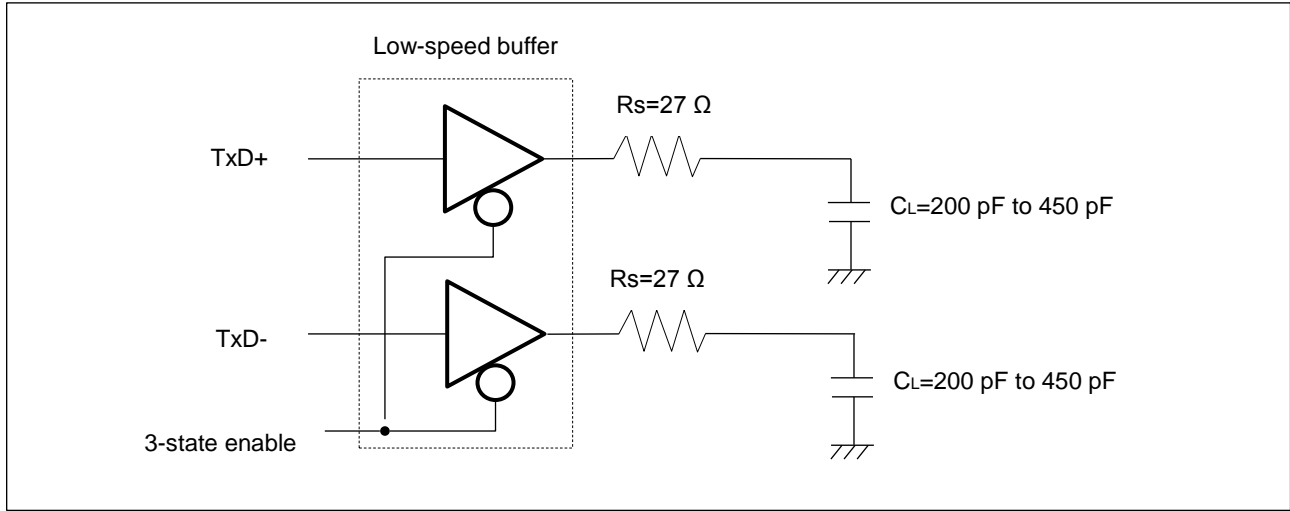 Low-speed buffer
Rs=27 Ω
TxD+
CL=200 pF to 450 pF
Rs=27 Ω
TxD-
CL=200 pF to 450 pF
3-state enable